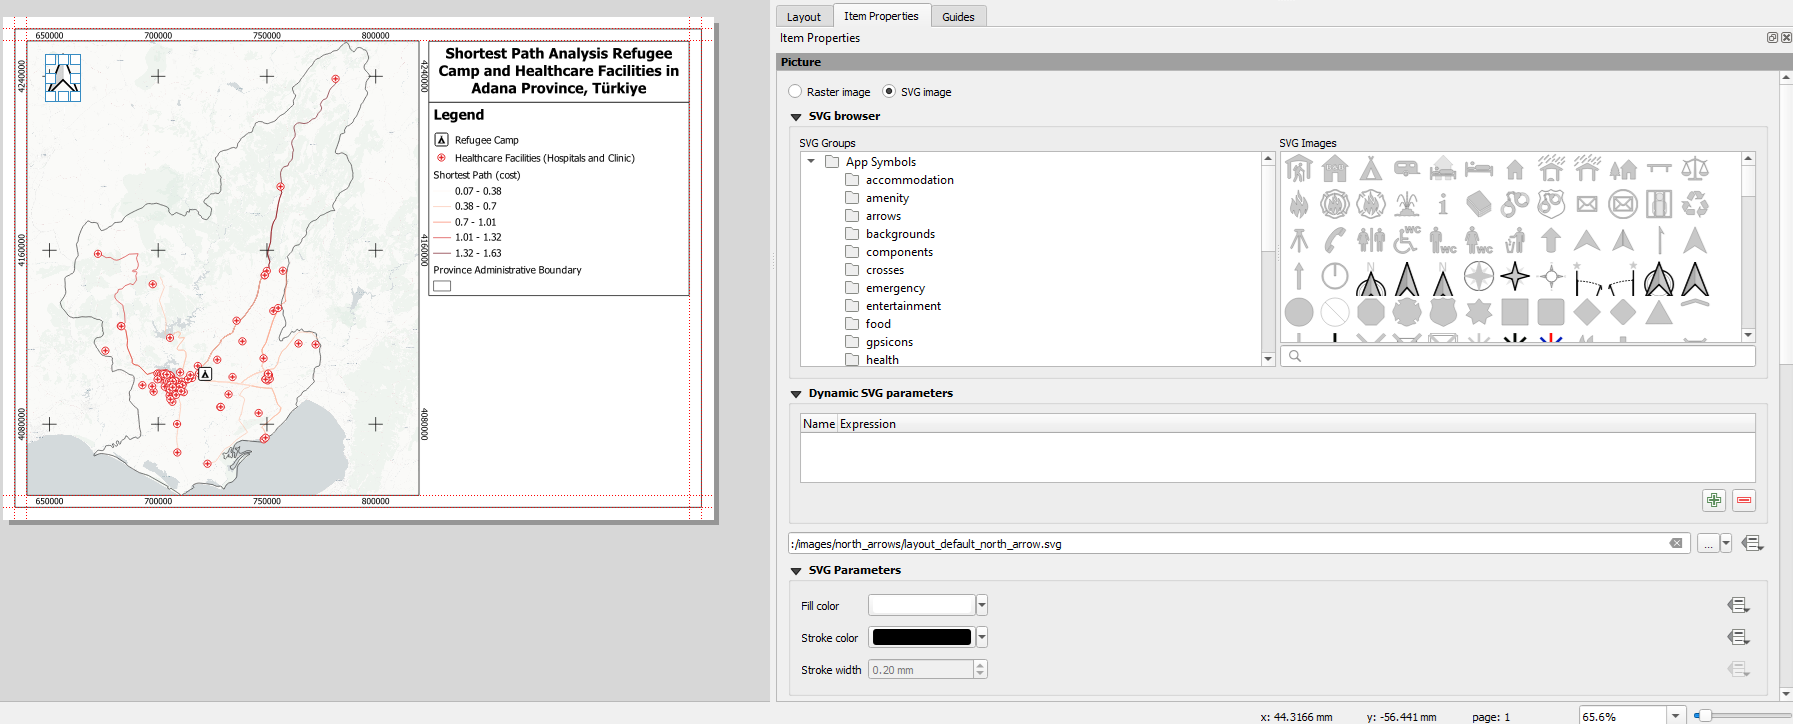 650000 700000 750000 800000
4240000
4160000
4080000
4240000
4160000
4080000
650000 700000 750000 800000
Shortest Path Analysis Refugee
Camp and Healthcare Facilities in
Adana Province, Türkiye
Legend
Refugee Camp
Healthcare Facilities (Hospitals and Clinic)
Shortest Path (cost)
0.07 - 0.38
0.38 - 0.7
0.7 - 1.01
1.01 - 1.32
1.32 - 1.63
Province Administrative Boundary
Layout Item Properties Guides
Item Properties
Picture
Raster image SVG image
SVG browser
SVG Groups
App Symbols
accommodation
amenity
arrows
backgrounds
components
crosses
emergency
entertainment
food
gpsicons
health
SVG Images
WC WC WC
N N
Dynamic SVG parameters
Name Expression
:/images/north_arrows/layout_default_north_arrow.svg
...
SVG Parameters
Fill color
Stroke color
Stroke width 0.20 mm
x: 44.3166 mm y: -56.441 mm page: 1 65.6%